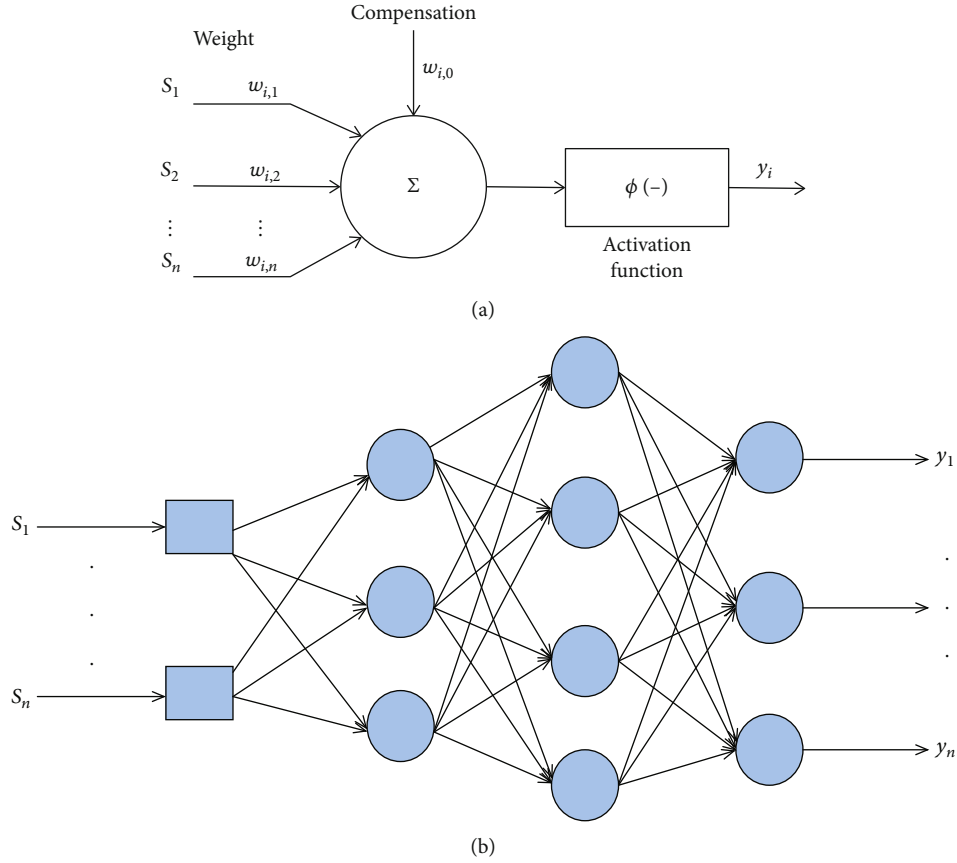 Compensation
Weight
w_{i,0}
S_1 w_{i,1}
S_2 w_{i,2}
Σ
ϕ (–)
y_i
⋮ ⋮
S_n w_{i,n}
Activation
function
(a)
S_1
.
.
.
S_n
y_1
.
.
.
y_n
(b)